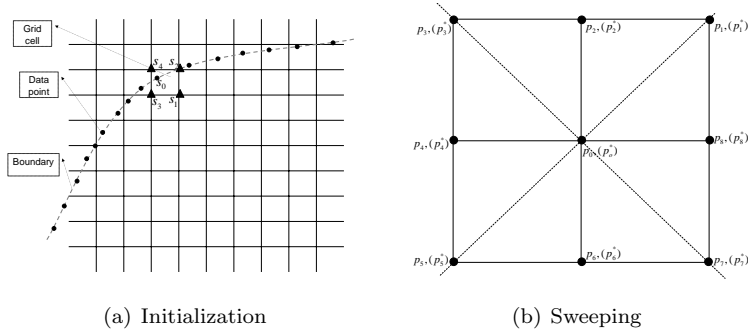 Grid
cell
Data
point
Boundary
s₄ s₂
s₀
s₃ s₁
(a) Initialization
p₃,(p₃*) p₂,(p₂*) p₁,(p₁*)
p₄,(p₄*) p₀,(pₒ*) p₈,(p₈*)
p₅,(p₅*) p₆,(p₆*) p₇,(p₇*)
(b) Sweeping